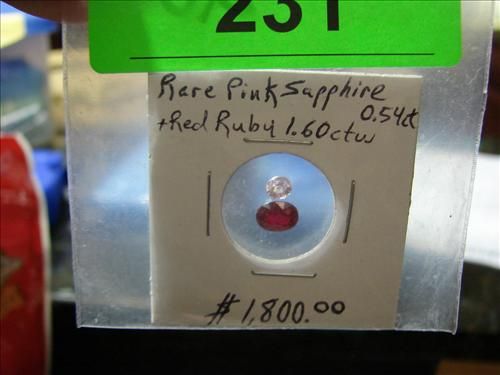 231
Rare Pink Sapphire
0.54ct
+Red Ruby 1.60ctw
$1,800.00